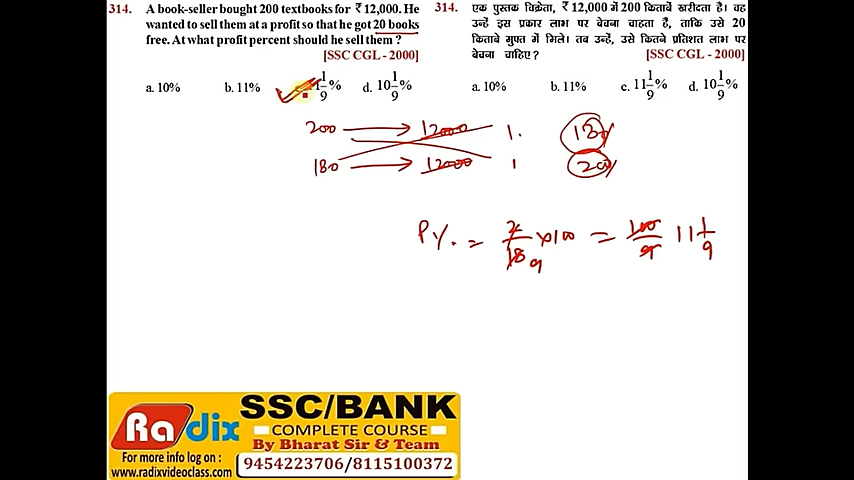 314. A book-seller bought 200 textbooks for ₹ 12,000. He
wanted to sell them at a profit so that he got 20 books
free. At what profit percent should he sell them ?
[SSC CGL - 2000]
a. 10% b. 11% 1/9% d. 10 1/9%
314. एक पुस्तक विक्रेता, ₹ 12,000 में 200 किताबें खरीदता है। वह
उन्हें इस प्रकार लाभ पर बेचना चाहता है, ताकि उसे 20
किताबे मुफ्त में मिले। तब उन्हें, उसे कितने प्रतिशत लाभ पर
बेचना चाहिए ?
[SSC CGL - 2000]
a. 10% b. 11% c. 11 1/9% d. 10 1/9%
200 → 12000 1.
180 → 12000 1
180
200
P%. = 2/18 9 ×100 = 100/9 11 1/9
Radix
For more info log on :
www.radixvideoclass.com
SSC/BANK
COMPLETE COURSE
By Bharat Sir & Team
9454223706/8115100372